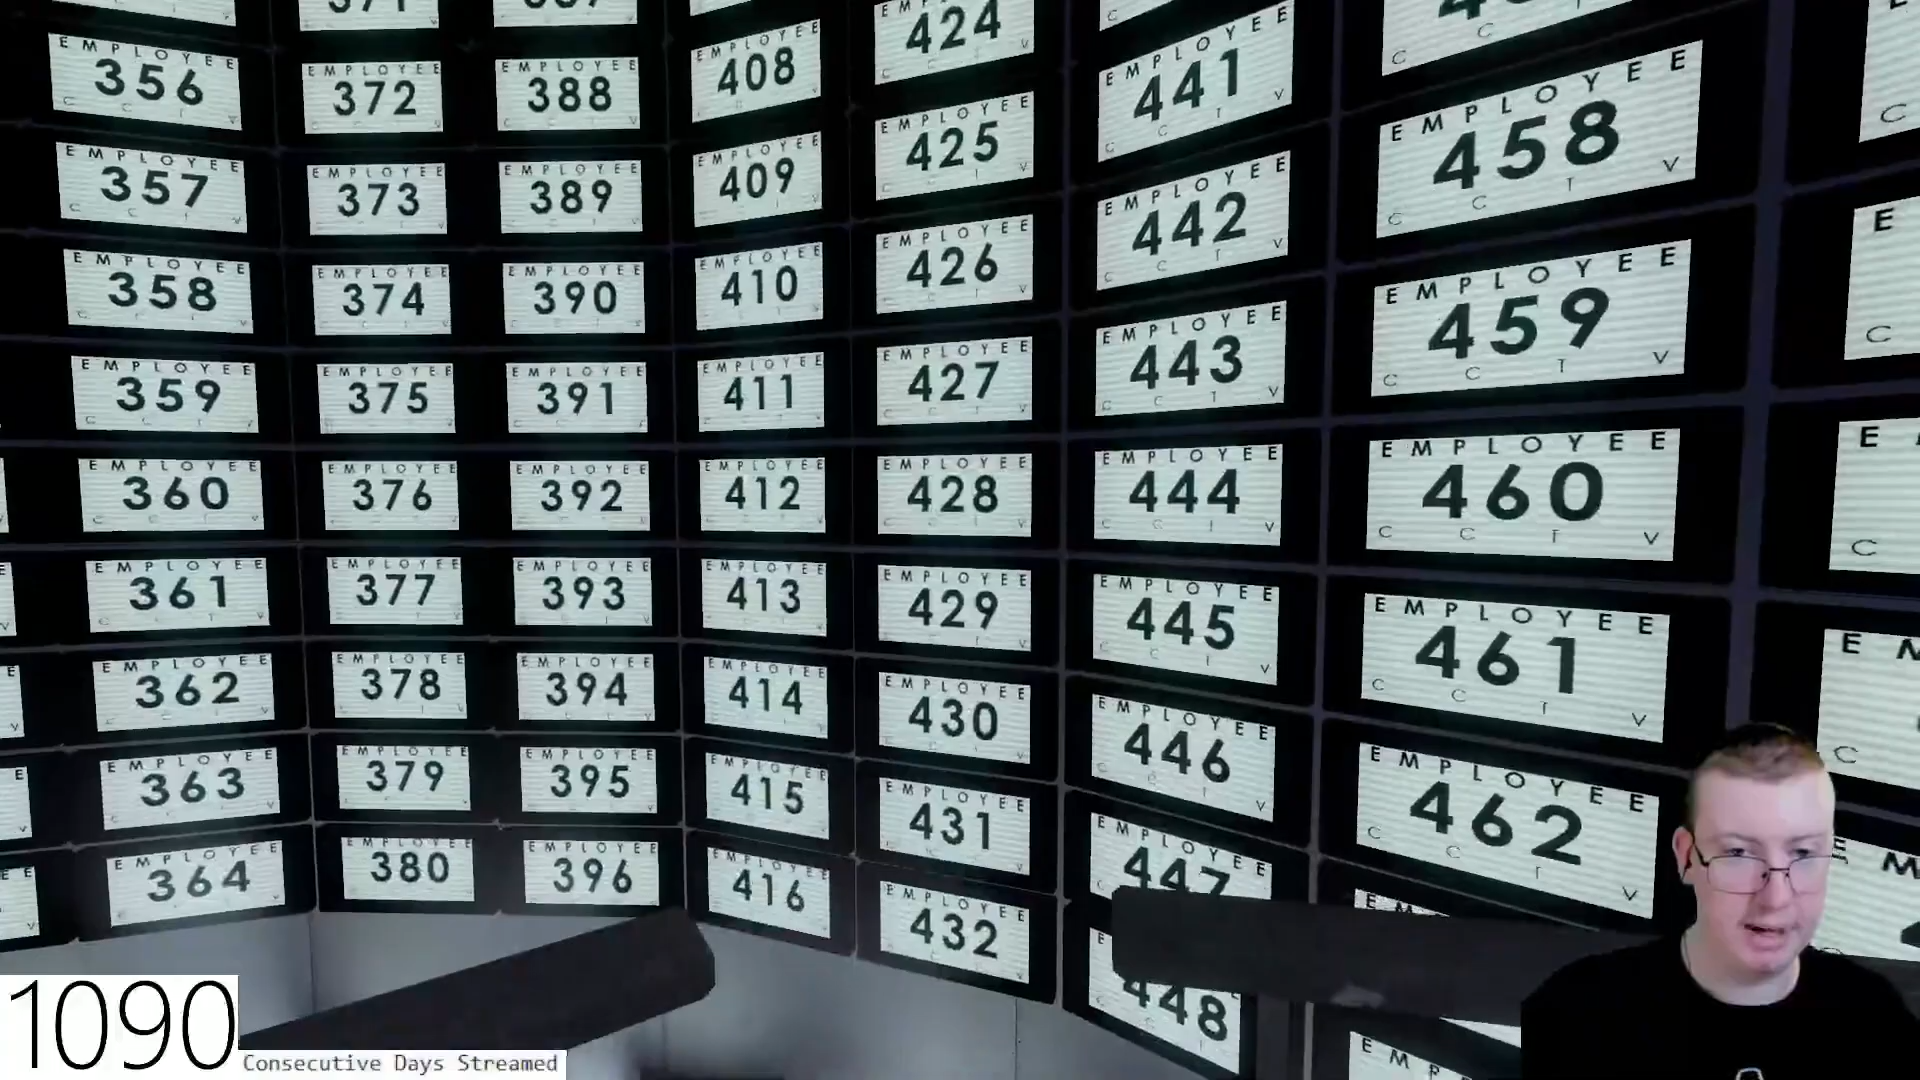 EMPLOYEE
356
C C T V
EMPLOYEE
357
C C T V
EMPLOYEE
358
EMPLOYEE
359
C C T V
EMPLOYEE
360
EMPLOYEE
361
C C T V
EMPLOYEE
362
EMPLOYEE
363
EMPLOYEE
364
EMPLOYEE
372
EMPLOYEE
373
EMPLOYEE
374
EMPLOYEE
375
EMPLOYEE
376
EMPLOYEE
377
EMPLOYEE
378
EMPLOYEE
379
EMPLOYEE
380
EMPLOYEE
388
EMPLOYEE
389
EMPLOYEE
390
EMPLOYEE
391
EMPLOYEE
392
EMPLOYEE
393
EMPLOYEE
394
EMPLOYEE
395
EMPLOYEE
396
EMPLOYEE
408
EMPLOYEE
409
EMPLOYEE
410
EMPLOYEE
411
EMPLOYEE
412
EMPLOYEE
413
EMPLOYEE
414
EMPLOYEE
415
EMPLOYEE
416
424
EMPLOYEE
425
EMPLOYEE
426
EMPLOYEE
427
EMPLOYEE
428
EMPLOYEE
429
EMPLOYEE
430
EMPLOYEE
431
EMPLOYEE
432
EMPLOYEE
441
C C T V
EMPLOYEE
442
C C T V
EMPLOYEE
443
C C T V
EMPLOYEE
444
C C T V
EMPLOYEE
445
C C T V
EMPLOYEE
446
C C T V
EMPLOYEE
447
448
EMPLOYEE
458
C C T V
EMPLOYEE
459
C C T V
EMPLOYEE
460
C C T V
EMPLOYEE
461
C C T V
EMPLOYEE
462
C C T V
1090
Consecutive Days Streamed